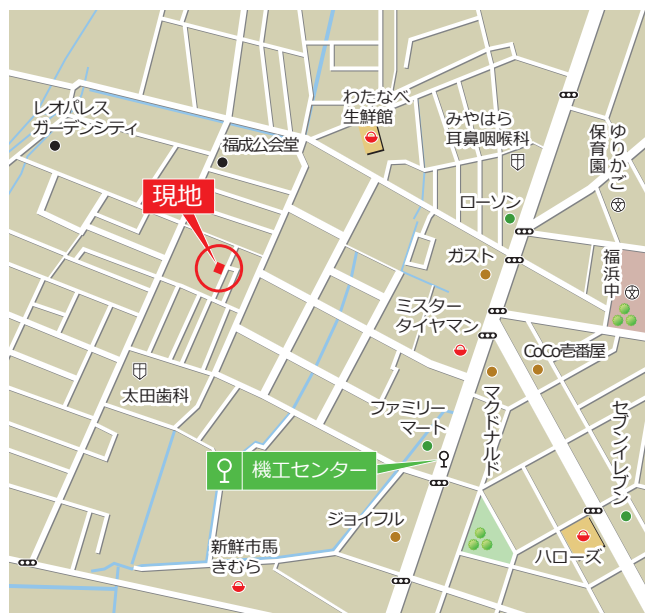 レオパレス
ガーデンシティ
福成公会堂
わたなべ
生鮮館
みやはら
耳鼻咽喉科
ゆりかご
保育園
現地
ローソン
ガスト
福浜中
ミスター
タイヤマン
CoCo壱番屋
太田歯科
ファミリー
マート
マクドナルド
セブンイレブン
機工センター
ジョイフル
新鮮市馬
きむら
ハローズ
文
文